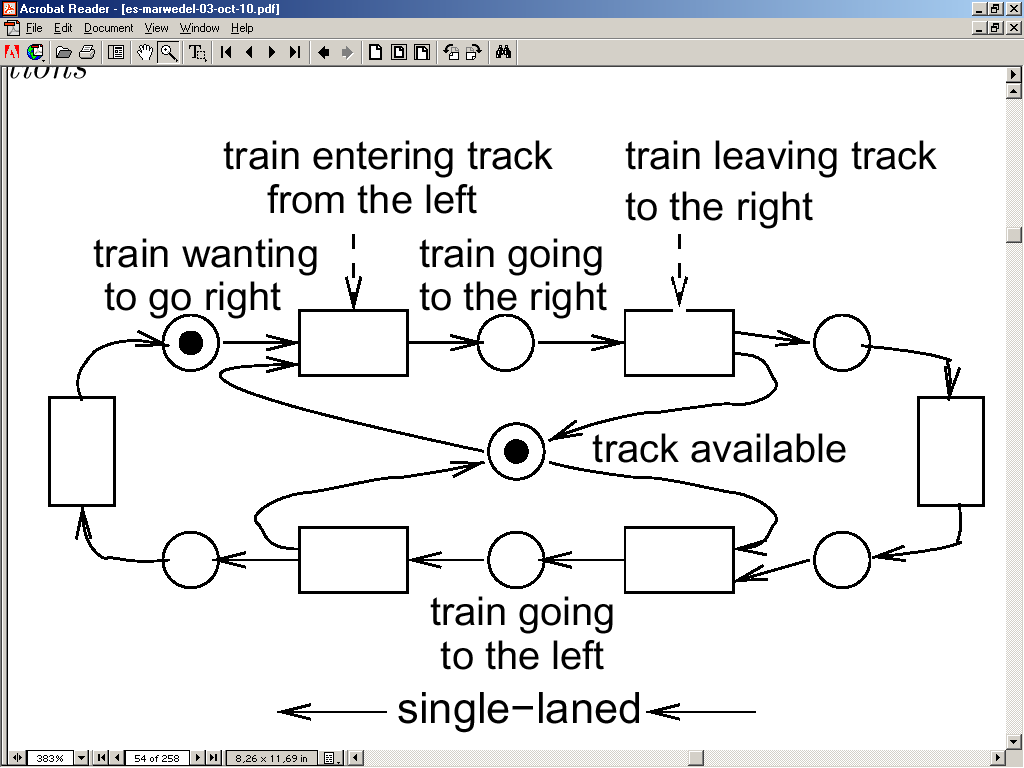 Acrobat Reader - [es-marwedel-03-oct-10.pdf]
File Edit Document View Window Help
tions
train entering track
from the left
train leaving track
to the right
train wanting
to go right
train going
to the right
track available
train going
to the left
single-laned
383% 54 of 258 8,26 x 11,69 in